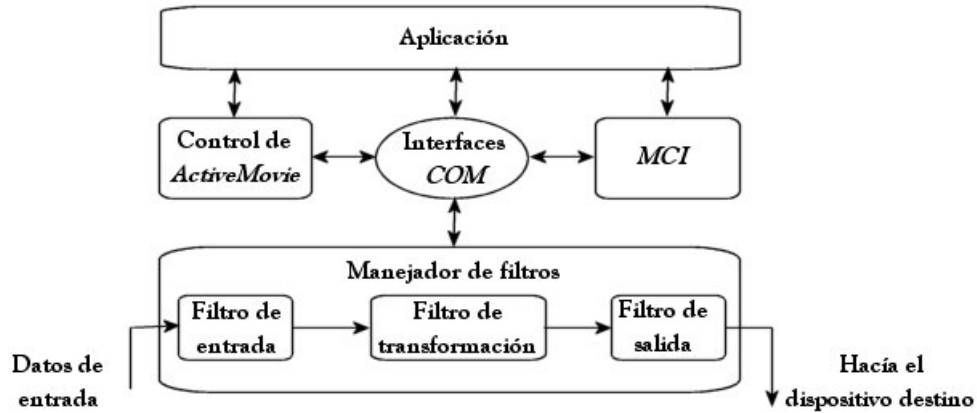 Aplicación
Control de
ActiveMovie
Interfaces
COM
MCI
Manejador de filtros
Filtro de
entrada
Filtro de
transformación
Filtro de
salida
Datos de
entrada
Hacía el
dispositivo destino